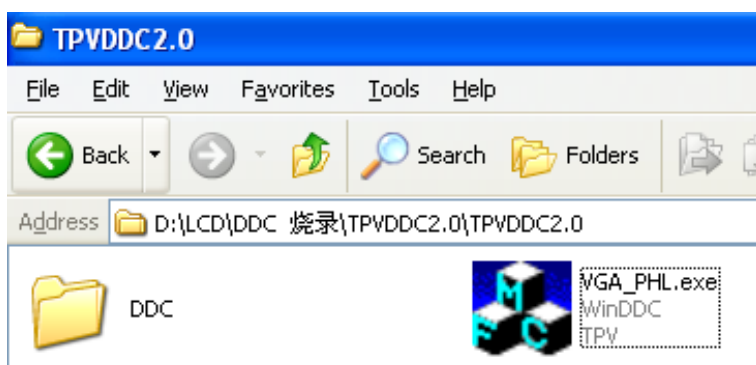 TPVDDC2.0
File Edit View Favorites Tools Help
Back Search Folders
Address D:\LCD\DDC 烧录\TPVDDC2.0\TPVDDC2.0
DDC
MFC
VGA_PHL.exe
WinDDC
TPV